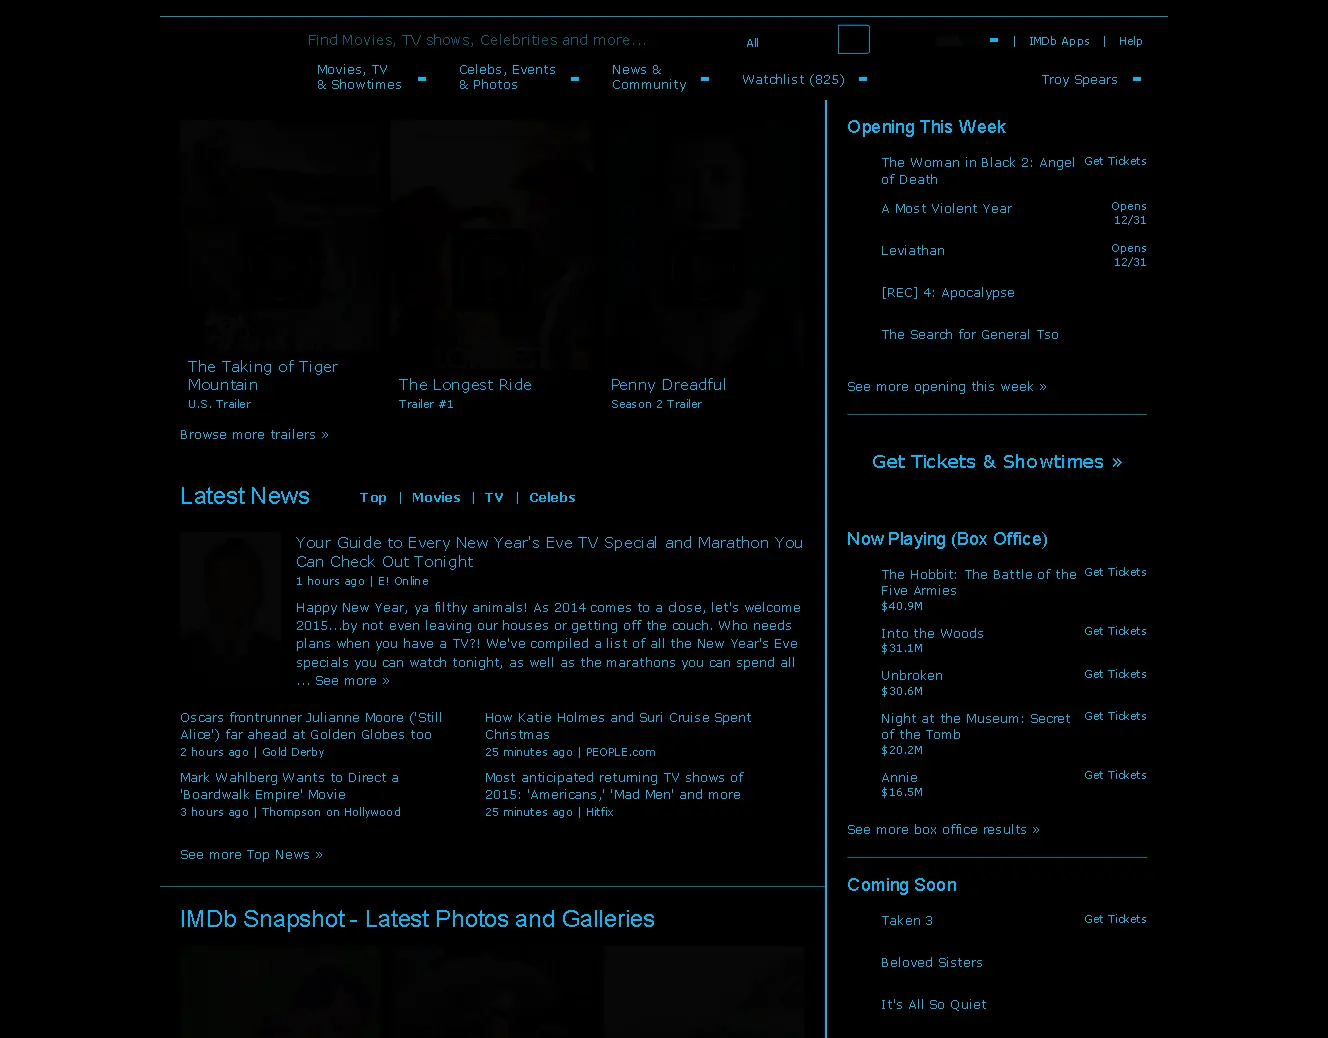 Find Movies, TV shows, Celebrities and more...
All
| IMDb Apps | Help
Movies, TV
& Showtimes
Celebs, Events
& Photos
News &
Community
Watchlist (825)
Troy Spears
The Taking of Tiger
Mountain
U.S. Trailer
The Longest Ride
Trailer #1
Penny Dreadful
Season 2 Trailer
Browse more trailers »
Latest News
Top | Movies | TV | Celebs
Your Guide to Every New Year's Eve TV Special and Marathon You
Can Check Out Tonight
1 hours ago | E! Online
Happy New Year, ya filthy animals! As 2014 comes to a close, let's welcome
2015...by not even leaving our houses or getting off the couch. Who needs
plans when you have a TV?! We've compiled a list of all the New Year's Eve
specials you can watch tonight, as well as the marathons you can spend all
... See more »
Oscars frontrunner Julianne Moore ('Still
Alice') far ahead at Golden Globes too
2 hours ago | Gold Derby
How Katie Holmes and Suri Cruise Spent
Christmas
25 minutes ago | PEOPLE.com
Mark Wahlberg Wants to Direct a
'Boardwalk Empire' Movie
3 hours ago | Thompson on Hollywood
Most anticipated returning TV shows of
2015: 'Americans,' 'Mad Men' and more
25 minutes ago | Hitfix
See more Top News »
IMDb Snapshot - Latest Photos and Galleries
Opening This Week
The Woman in Black 2: Angel
of Death
Get Tickets
A Most Violent Year
Opens
12/31
Leviathan
Opens
12/31
[REC] 4: Apocalypse
The Search for General Tso
See more opening this week »
Get Tickets & Showtimes »
Now Playing (Box Office)
The Hobbit: The Battle of the
Five Armies
$40.9M
Get Tickets
Into the Woods
$31.1M
Get Tickets
Unbroken
$30.6M
Get Tickets
Night at the Museum: Secret
of the Tomb
$20.2M
Get Tickets
Annie
$16.5M
Get Tickets
See more box office results »
Coming Soon
Taken 3
Get Tickets
Beloved Sisters
It's All So Quiet